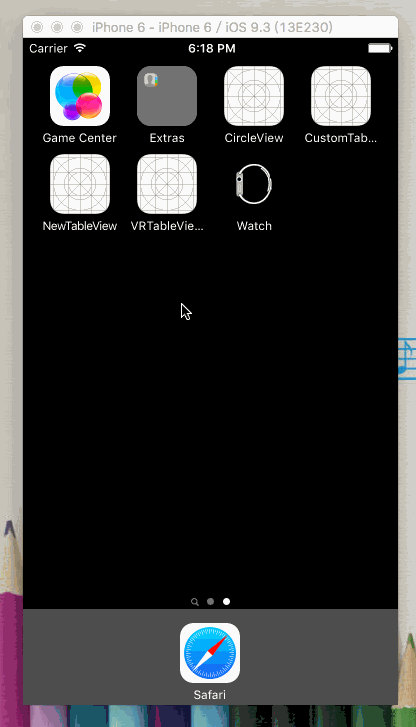 iPhone 6 - iPhone 6 / iOS 9.3 (13E230)
Carrier 6:18 PM
Game Center Extras CircleView CustomTab...
NewTableView VRTableVie... Watch
Safari